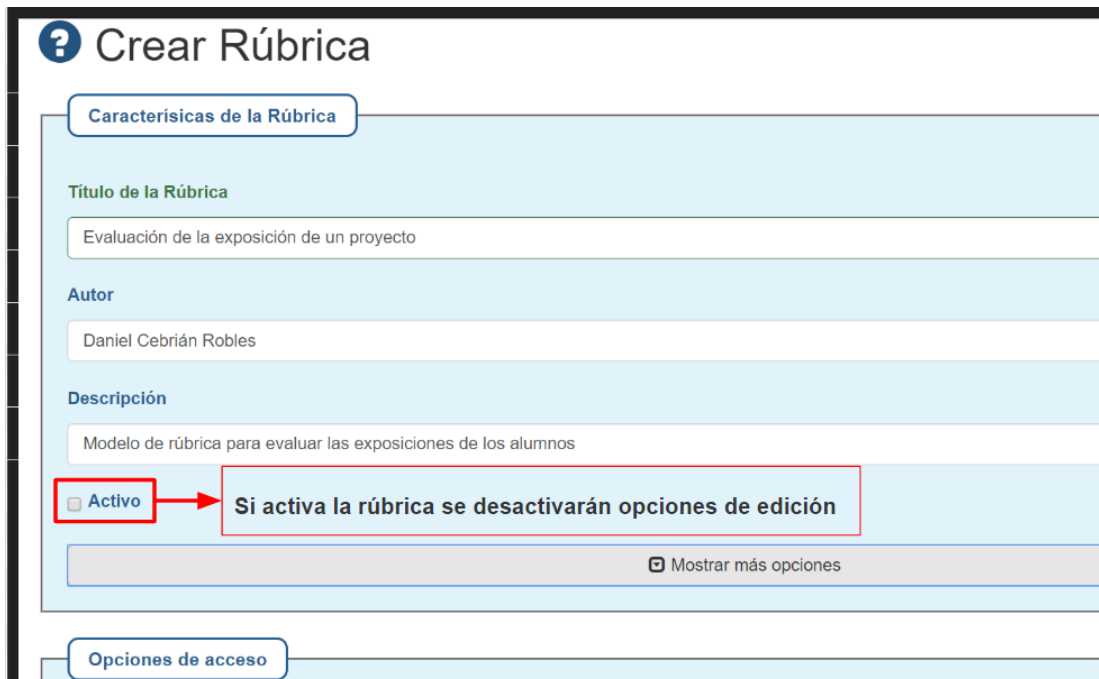 Crear Rúbrica
Caracterísicas de la Rúbrica
Título de la Rúbrica
Evaluación de la exposición de un proyecto
Autor
Daniel Cebrián Robles
Descripción
Modelo de rúbrica para evaluar las exposiciones de los alumnos
Activo
Si activa la rúbrica se desactivarán opciones de edición
Mostrar más opciones
Opciones de acceso